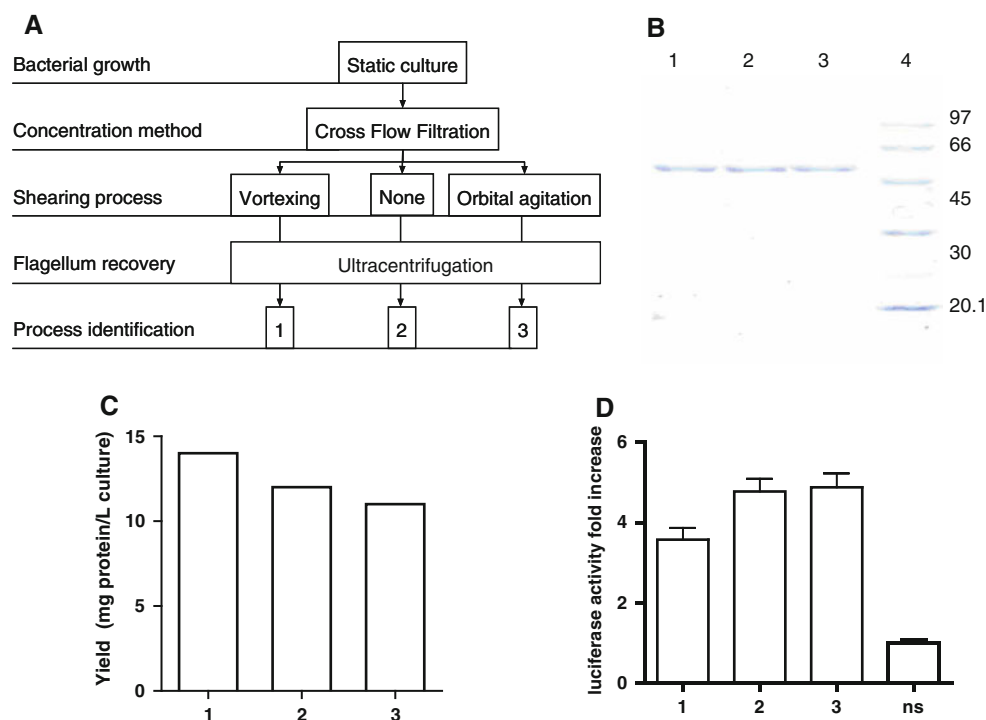 A
Bacterial growth
Static culture
Concentration method
Cross Flow Filtration
Shearing process
Vortexing
None
Orbital agitation
Flagellum recovery
Ultracentrifugation
Process identification
1
2
3
B
1 2 3 4
97
66
45
30
20.1
C
Yield (mg protein/L culture)
15
10
5
0
1 2 3
D
luciferase activity fold increase
6
4
2
0
1 2 3 ns